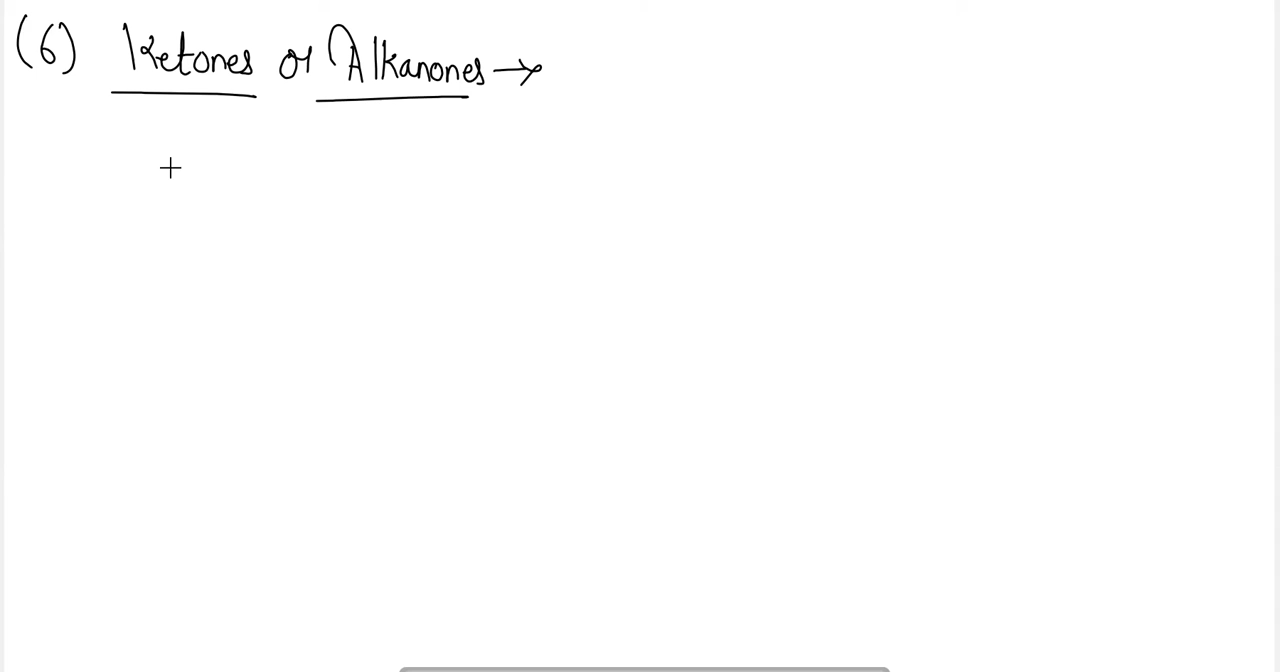 (6) Ketones or Alkanones →